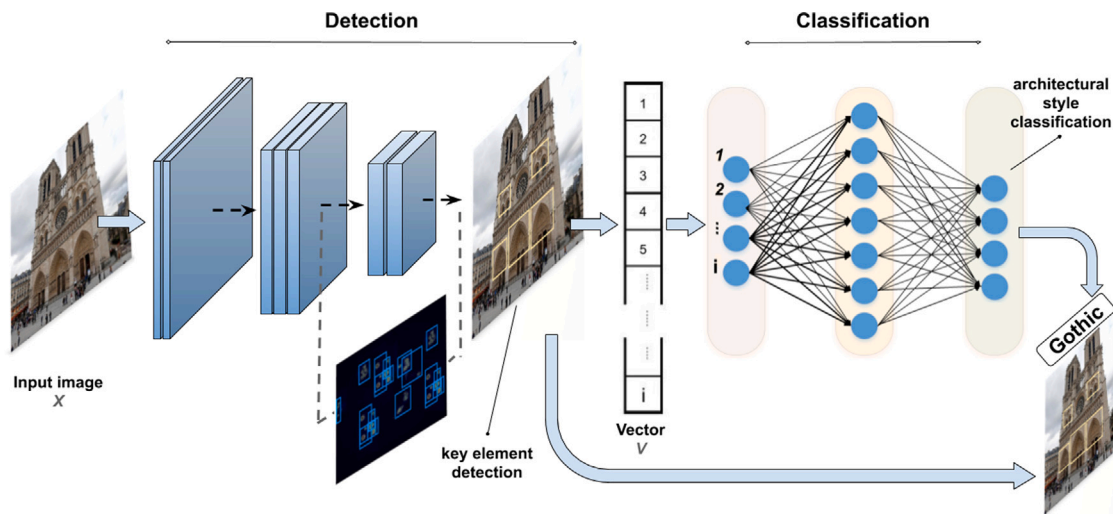 Detection
Classification
architectural
style
classification
1
2
3
4
5
i
1
2
...
i
Gothic
Input image
X
key element
detection
Vector
V